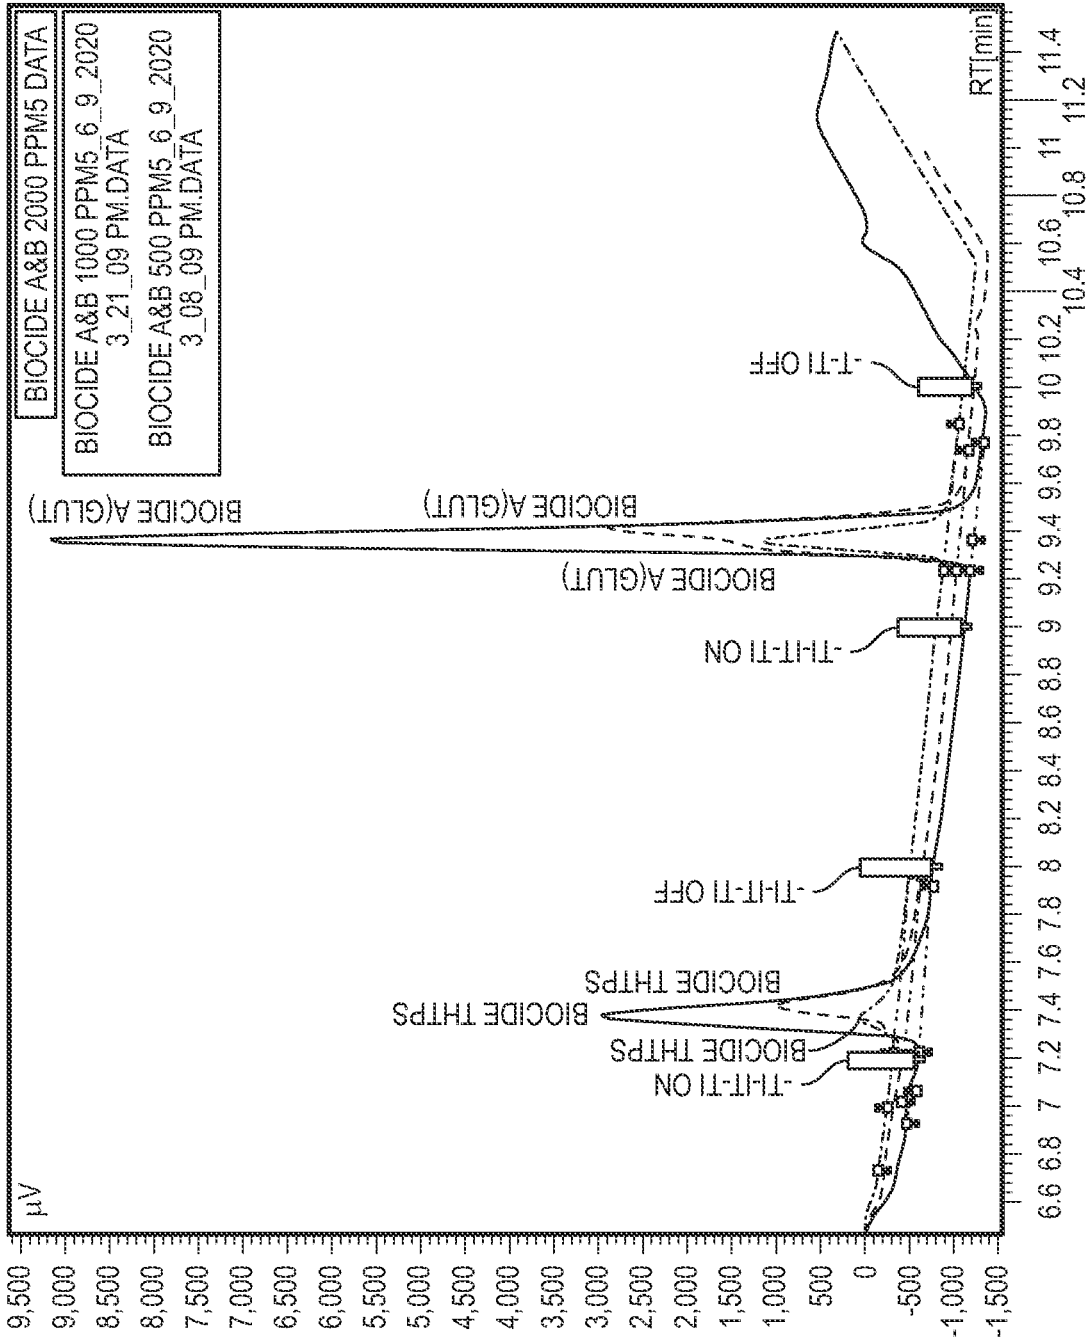 µV
BIOCIDE A&B 2000 PPM5 DATA
BIOCIDE A&B 1000 PPM5_6_9_2020
3_21_09 PM.DATA
BIOCIDE A&B 500 PPM5_6_9_2020
3_08_09 PM.DATA
9,500
9,000
8,500
8,000
7,500
7,000
6,500
6,000
5,500
5,000
4,500
4,000
3,500
3,000
2,500
2,000
1,500
1,000
500
0
-500
-1,000
-1,500
BIOCIDE A(GLUT)
BIOCIDE A(GLUT)
BIOCIDE A(GLUT)
BIOCIDE THTPS
BIOCIDE THTPS
BIOCIDE THTPS
-TI-IT-TI ON
-TI-IT-TI OFF
-TI-IT-TI ON
-T-TI OFF
RT[min]
6.6 6.8 7 7.2 7.4 7.6 7.8 8 8.2 8.4 8.6 8.8 9 9.2 9.4 9.6 9.8 10 10.2 10.4 10.6 10.8 11 11.2 11.4